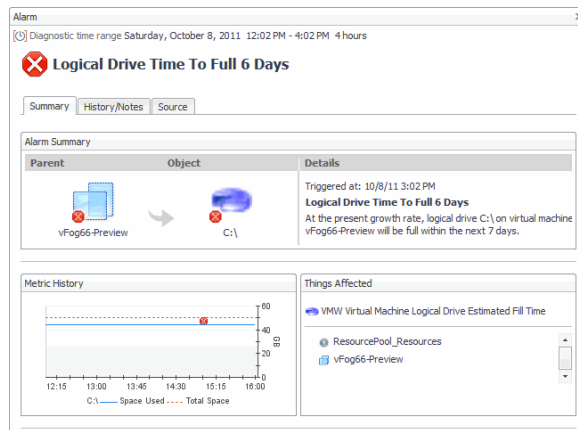 Alarm
Diagnostic time range Saturday, October 8, 2011 12:02 PM - 4:02 PM 4 hours
Logical Drive Time To Full 6 Days
Summary History/Notes Source
Alarm Summary
Parent Object Details
vFog66-Preview
C:\
Triggered at: 10/8/11 3:02 PM
Logical Drive Time To Full 6 Days
At the present growth rate, logical drive C:\ on virtual machine
vFog66-Preview will be full within the next 7 days.
Metric History
60
40
20
0
GB
12:15 13:00 13:45 14:30 15:15 16:00
C:\ Space Used Total Space
Things Affected
VMW Virtual Machine Logical Drive Estimated Fill Time
ResourcePool_Resources
vFog66-Preview